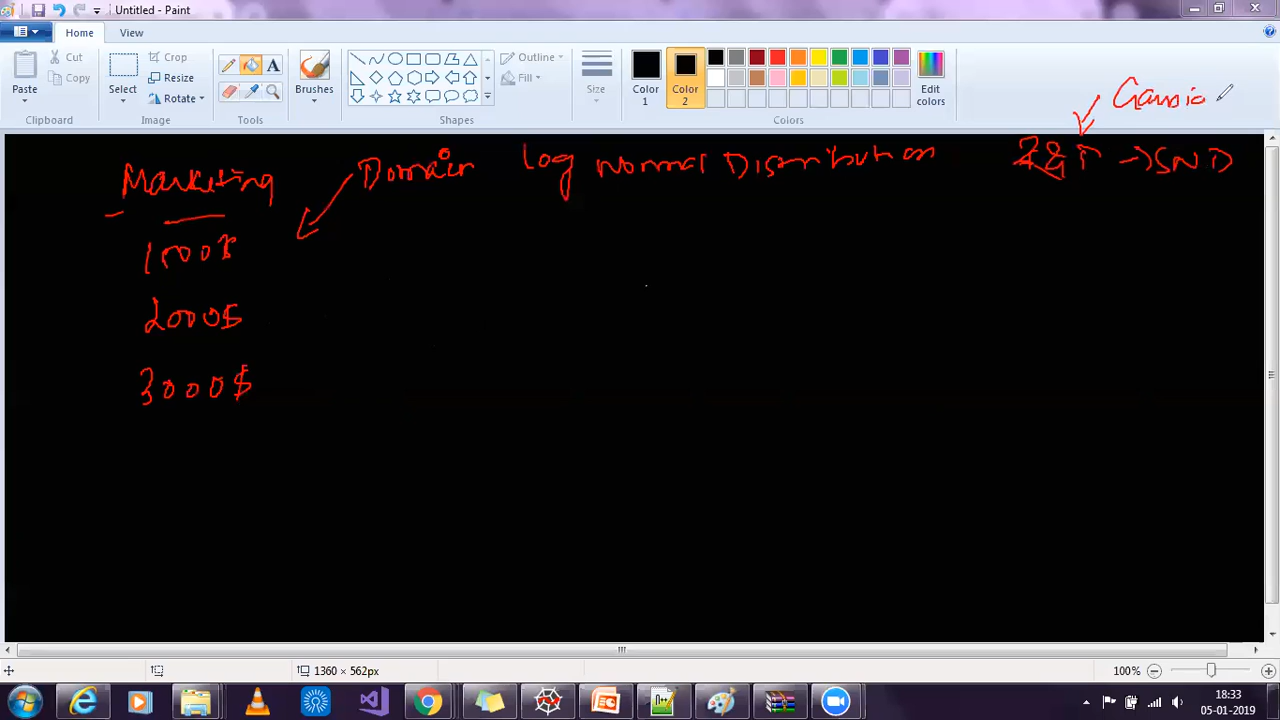 Untitled - Paint
Home View
Cut
Copy
Paste
Clipboard
Select
Crop
Resize
Rotate
Image
Tools
Brushes
Shapes
Outline
Fill
Size
Color 1
Color 2
Edit colors
Colors
Gaussia
Marketing Domain log Normal Distribution → SND
1000$
2000$
3000$
1360 × 562px
100%
18:33
05-01-2019